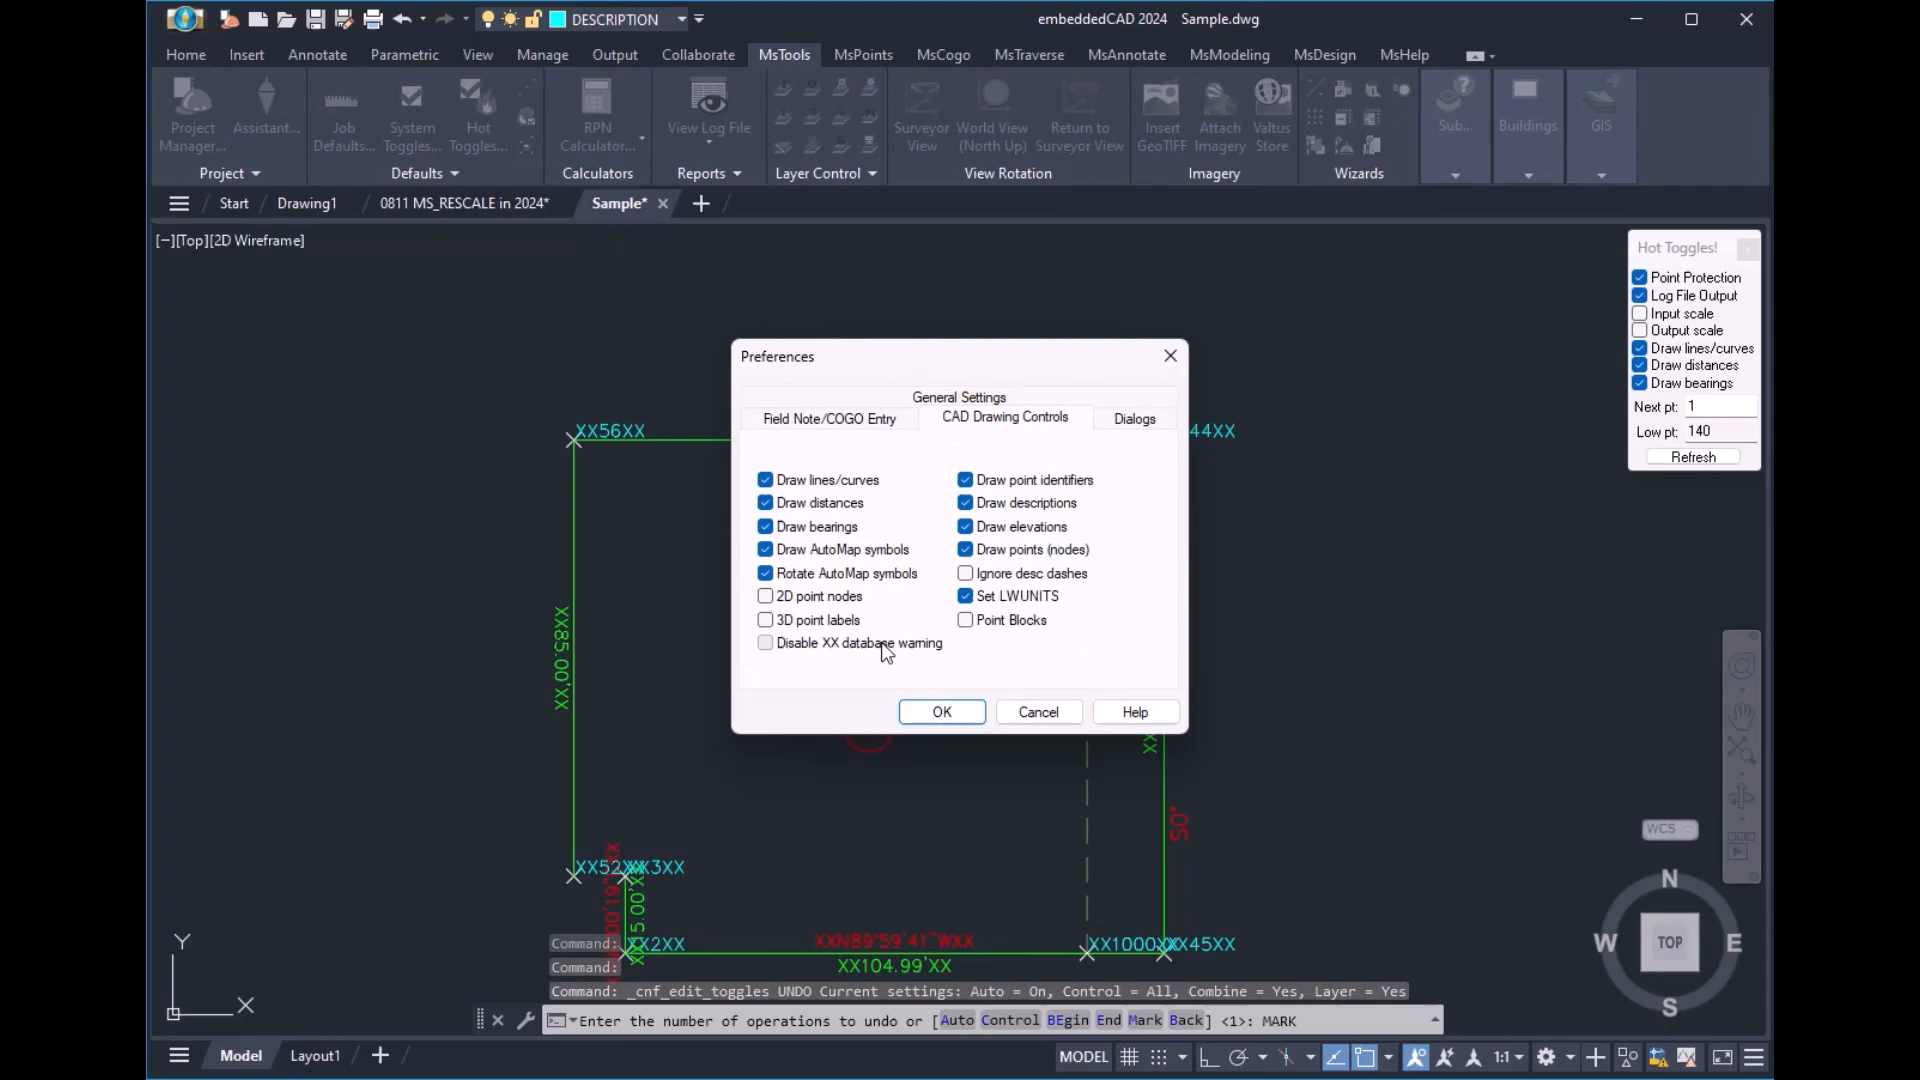 DESCRIPTION
embeddedCAD 2024 Sample.dwg
Home Insert Annotate Parametric View Manage Output Collaborate MsTools MsPoints MsCogo MsTraverse MsAnnotate MsModeling MsDesign MsHelp
Project Manager... Assistant... Job Defaults... System Toggles... Hot Toggles... RPN Calculator... View Log File Surveyor View World View (North Up) Return to Surveyor View Insert GeoTIFF Attach Imagery Valtus Store Sub... Buildings GIS
Project Defaults Calculators Reports Layer Control View Rotation Imagery Wizards
Start Drawing1 0811 MS_RESCALE in 2024* Sample*
[−][Top][2D Wireframe]
Hot Toggles!
Point Protection
Log File Output
Input scale
Output scale
Draw lines/curves
Draw distances
Draw bearings
Next pt: 1
Low pt: 140
Refresh
Preferences
General Settings
Field Note/COGO Entry CAD Drawing Controls Dialogs
Draw lines/curves Draw point identifiers
Draw distances Draw descriptions
Draw bearings Draw elevations
Draw AutoMap symbols Draw points (nodes)
Rotate AutoMap symbols Ignore desc dashes
2D point nodes Set LWUNITS
3D point labels Point Blocks
Disable XX database warning
OK Cancel Help
XX56XX
44XX
XX85.00'XX
XX
XX3XX
XX2XX
XXN89°59'41"WXX
XX104.99'XX
XX45XX
WCS
N
W TOP E
S
Y
X
Command:
Command:
Command: _cnf_edit_toggles UNDO Current settings: Auto = On, Control = All, Combine = Yes, Layer = Yes
Enter the number of operations to undo or [Auto Control BEgin End Mark Back] <1>: MARK
Model Layout1 MODEL 1:1